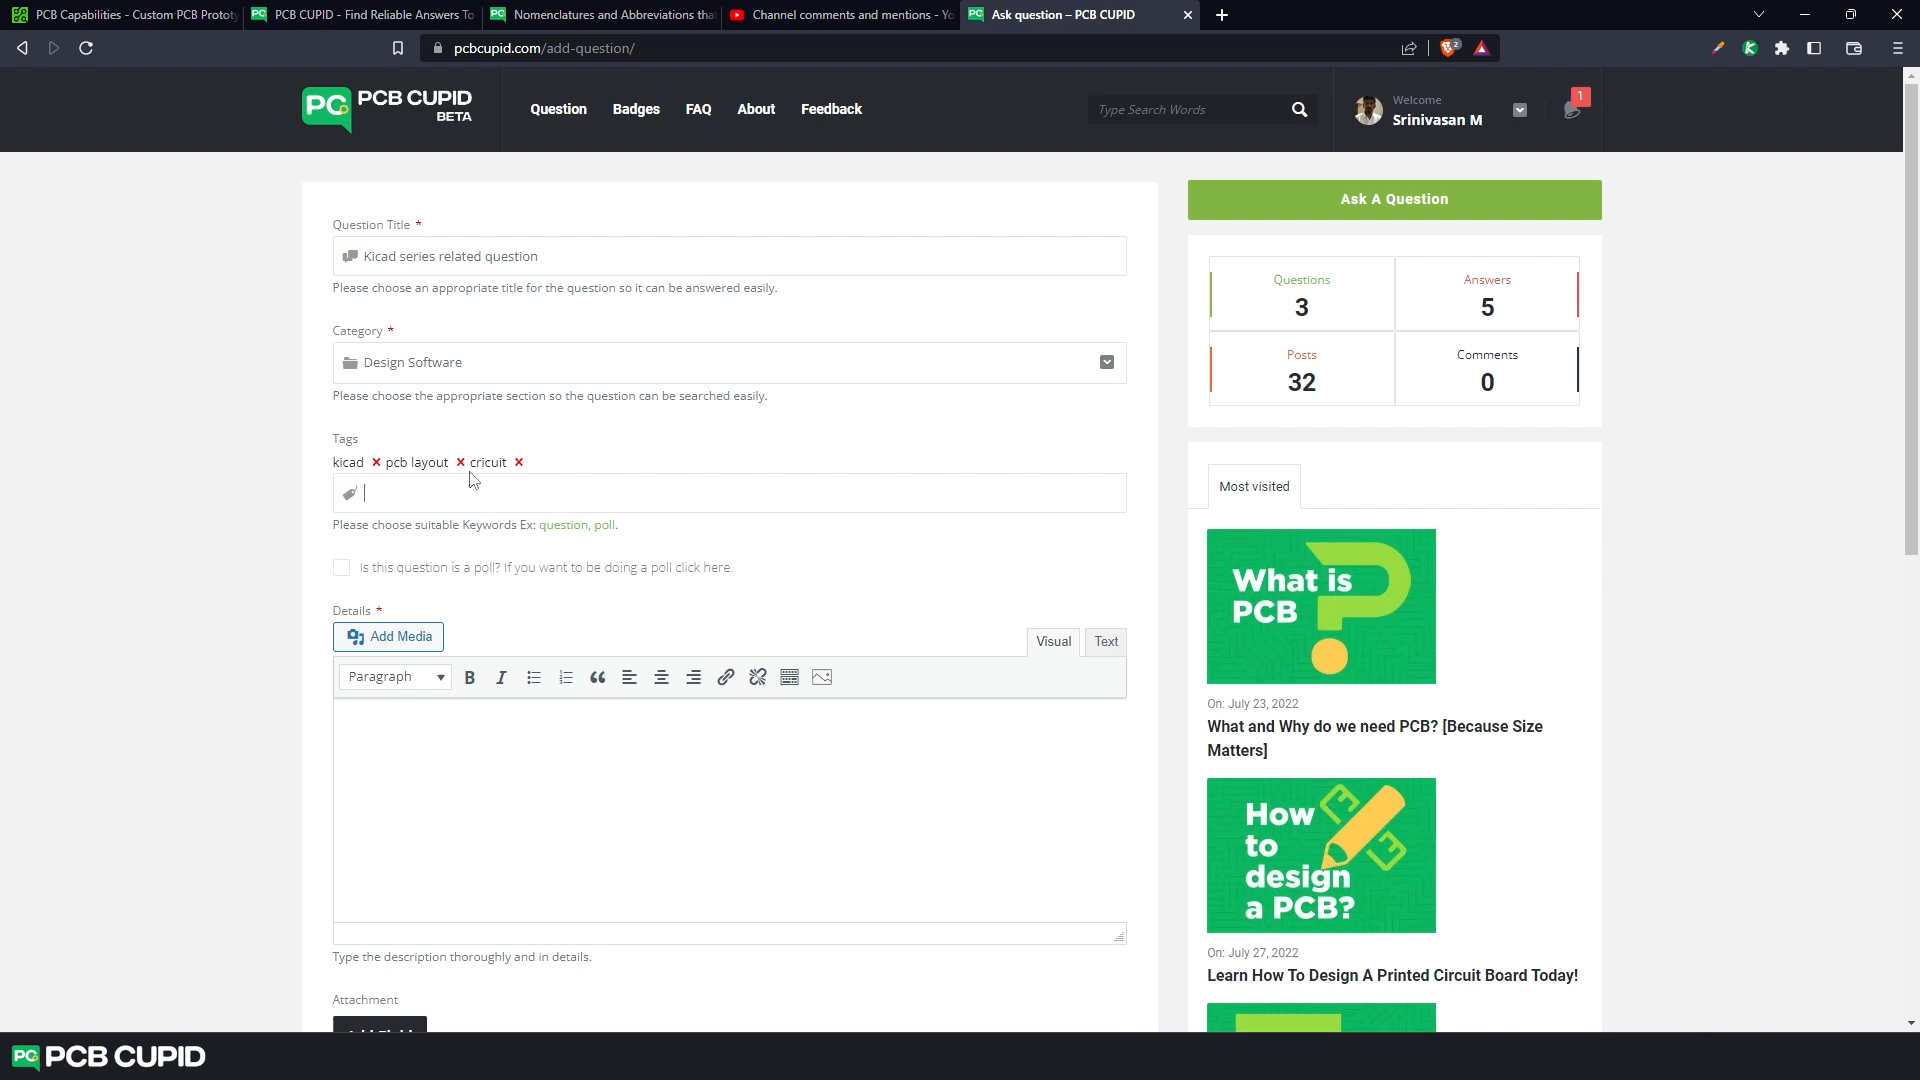 PCB Capabilities - Custom PCB Prototy
PCB CUPID - Find Reliable Answers To
Nomenclatures and Abbreviations tha
Channel comments and mentions - Yo
Ask question – PCB CUPID
pcbcupid.com/add-question/
2
PC PCB CUPID
BETA
Question
Badges
FAQ
About
Feedback
Type Search Words
Welcome
Srinivasan M
1
Question Title *
Kicad series related question
Please choose an appropriate title for the question so it can be answered easily.
Category *
Design Software
Please choose the appropriate section so the question can be searched easily.
Tags
kicad x pcb layout x cricuit x
Please choose suitable Keywords Ex: question, poll.
Is this question is a poll? If you want to be doing a poll click here.
Details *
Add Media
Visual
Text
Paragraph
B
I
Type the description thoroughly and in details.
Attachment
Ask A Question
Questions
3
Answers
5
Posts
32
Comments
0
Most visited
What is
PCB
?
On: July 23, 2022
What and Why do we need PCB? [Because Size
Matters]
How
to
design
a PCB?
On: July 27, 2022
Learn How To Design A Printed Circuit Board Today!
PC PCB CUPID